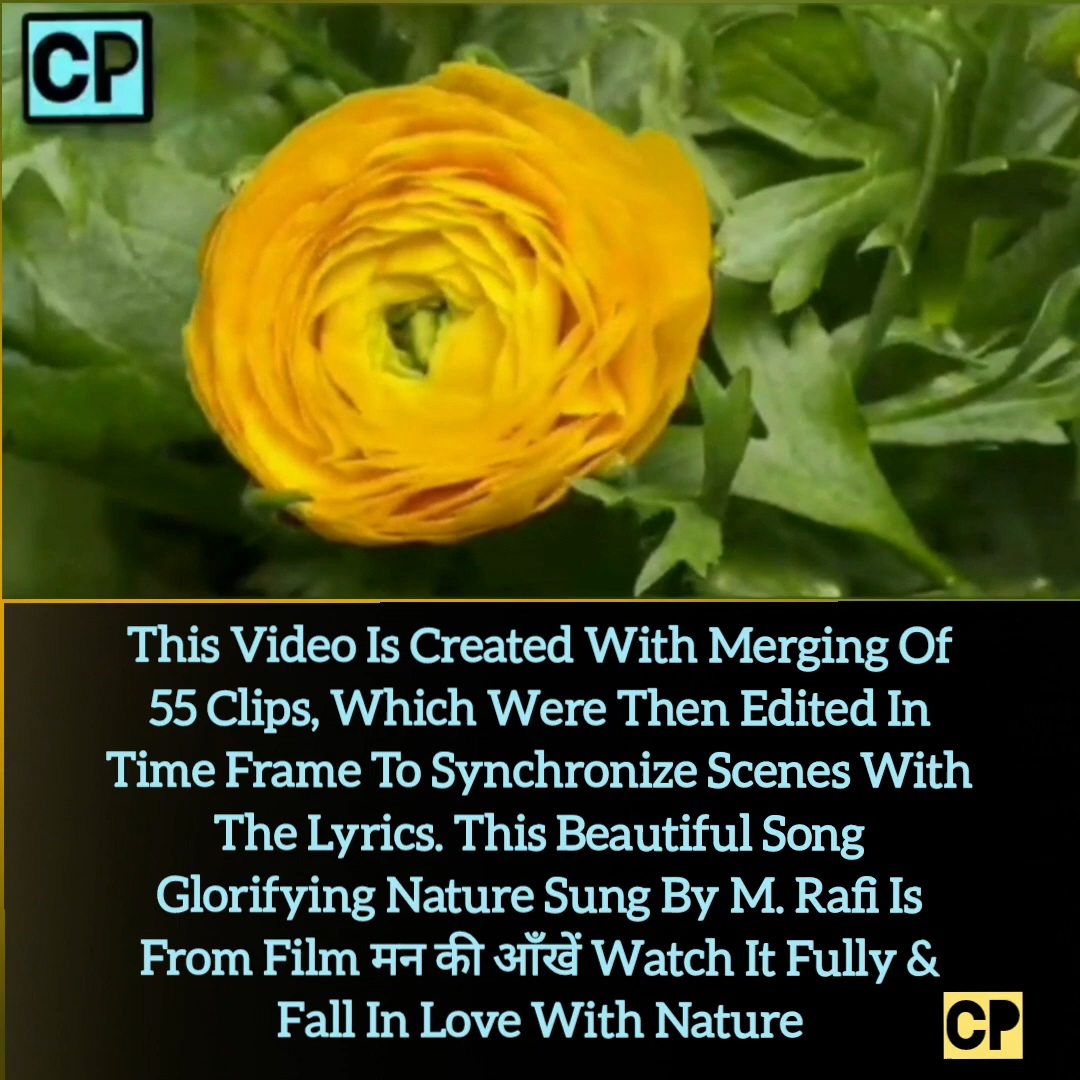 CP
This Video Is Created With Merging Of
55 Clips, Which Were Then Edited In
Time Frame To Synchronize Scenes With
The Lyrics. This Beautiful Song
Glorifying Nature Sung By M. Rafi Is
From Film मन की आँखें Watch It Fully &
Fall In Love With Nature
CP